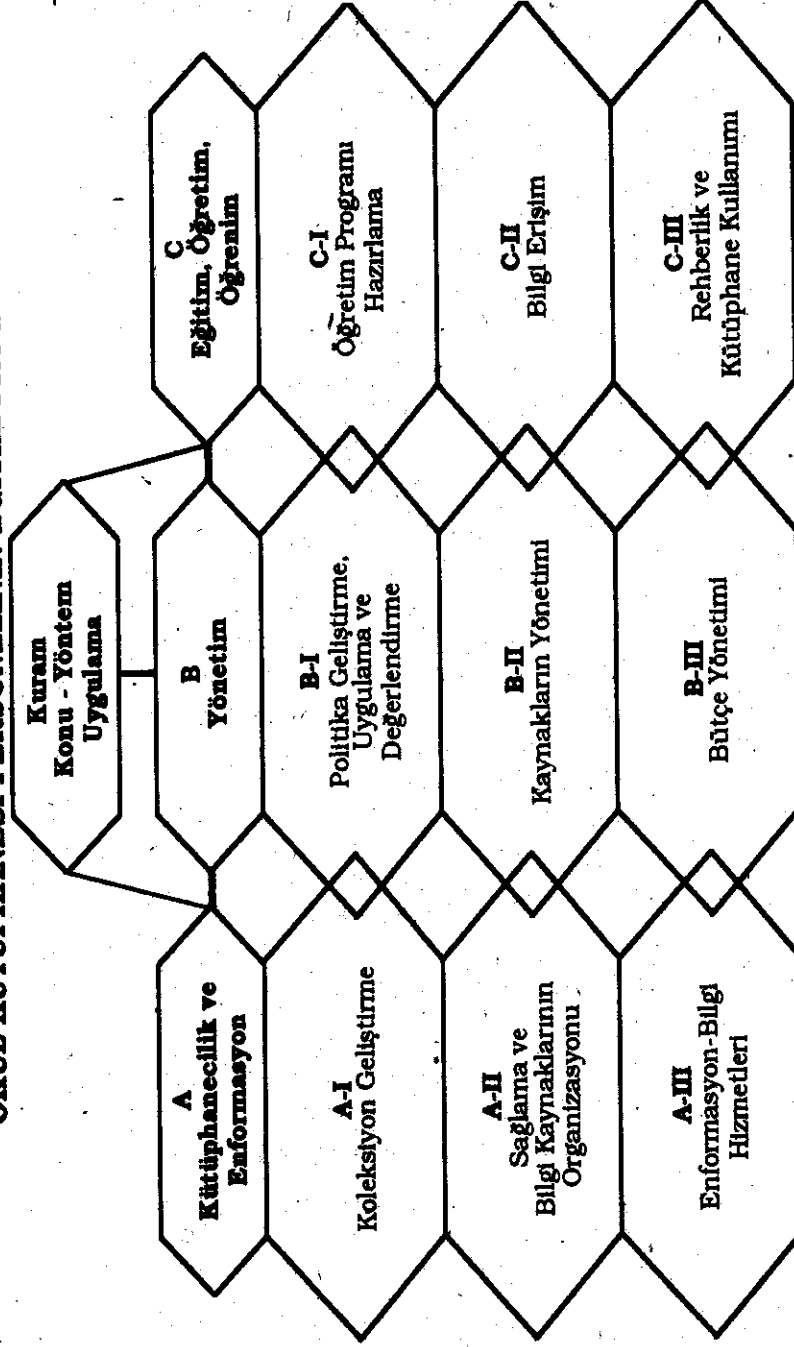 Kuram
Konu - Yöntem
Uygulama
A
Kütüphanecilik ve
Enformasyon
B
Yönetim
C
Eğitim, Öğretim,
Öğrenim
A-I
Koleksiyon Geliştirme
B-I
Politika Geliştirme,
Uygulama ve
Değerlendirme
C-I
Öğretim Programı
Hazırlama
A-II
Sağlama ve
Bilgi Kaynaklarının
Organizasyonu
B-II
Kaynakların Yönetimi
C-II
Bilgi Erişim
A-III
Enformasyon-Bilgi
Hizmetleri
B-III
Bütçe Yönetimi
C-III
Rehberlik ve
Kütüphane Kullanımı